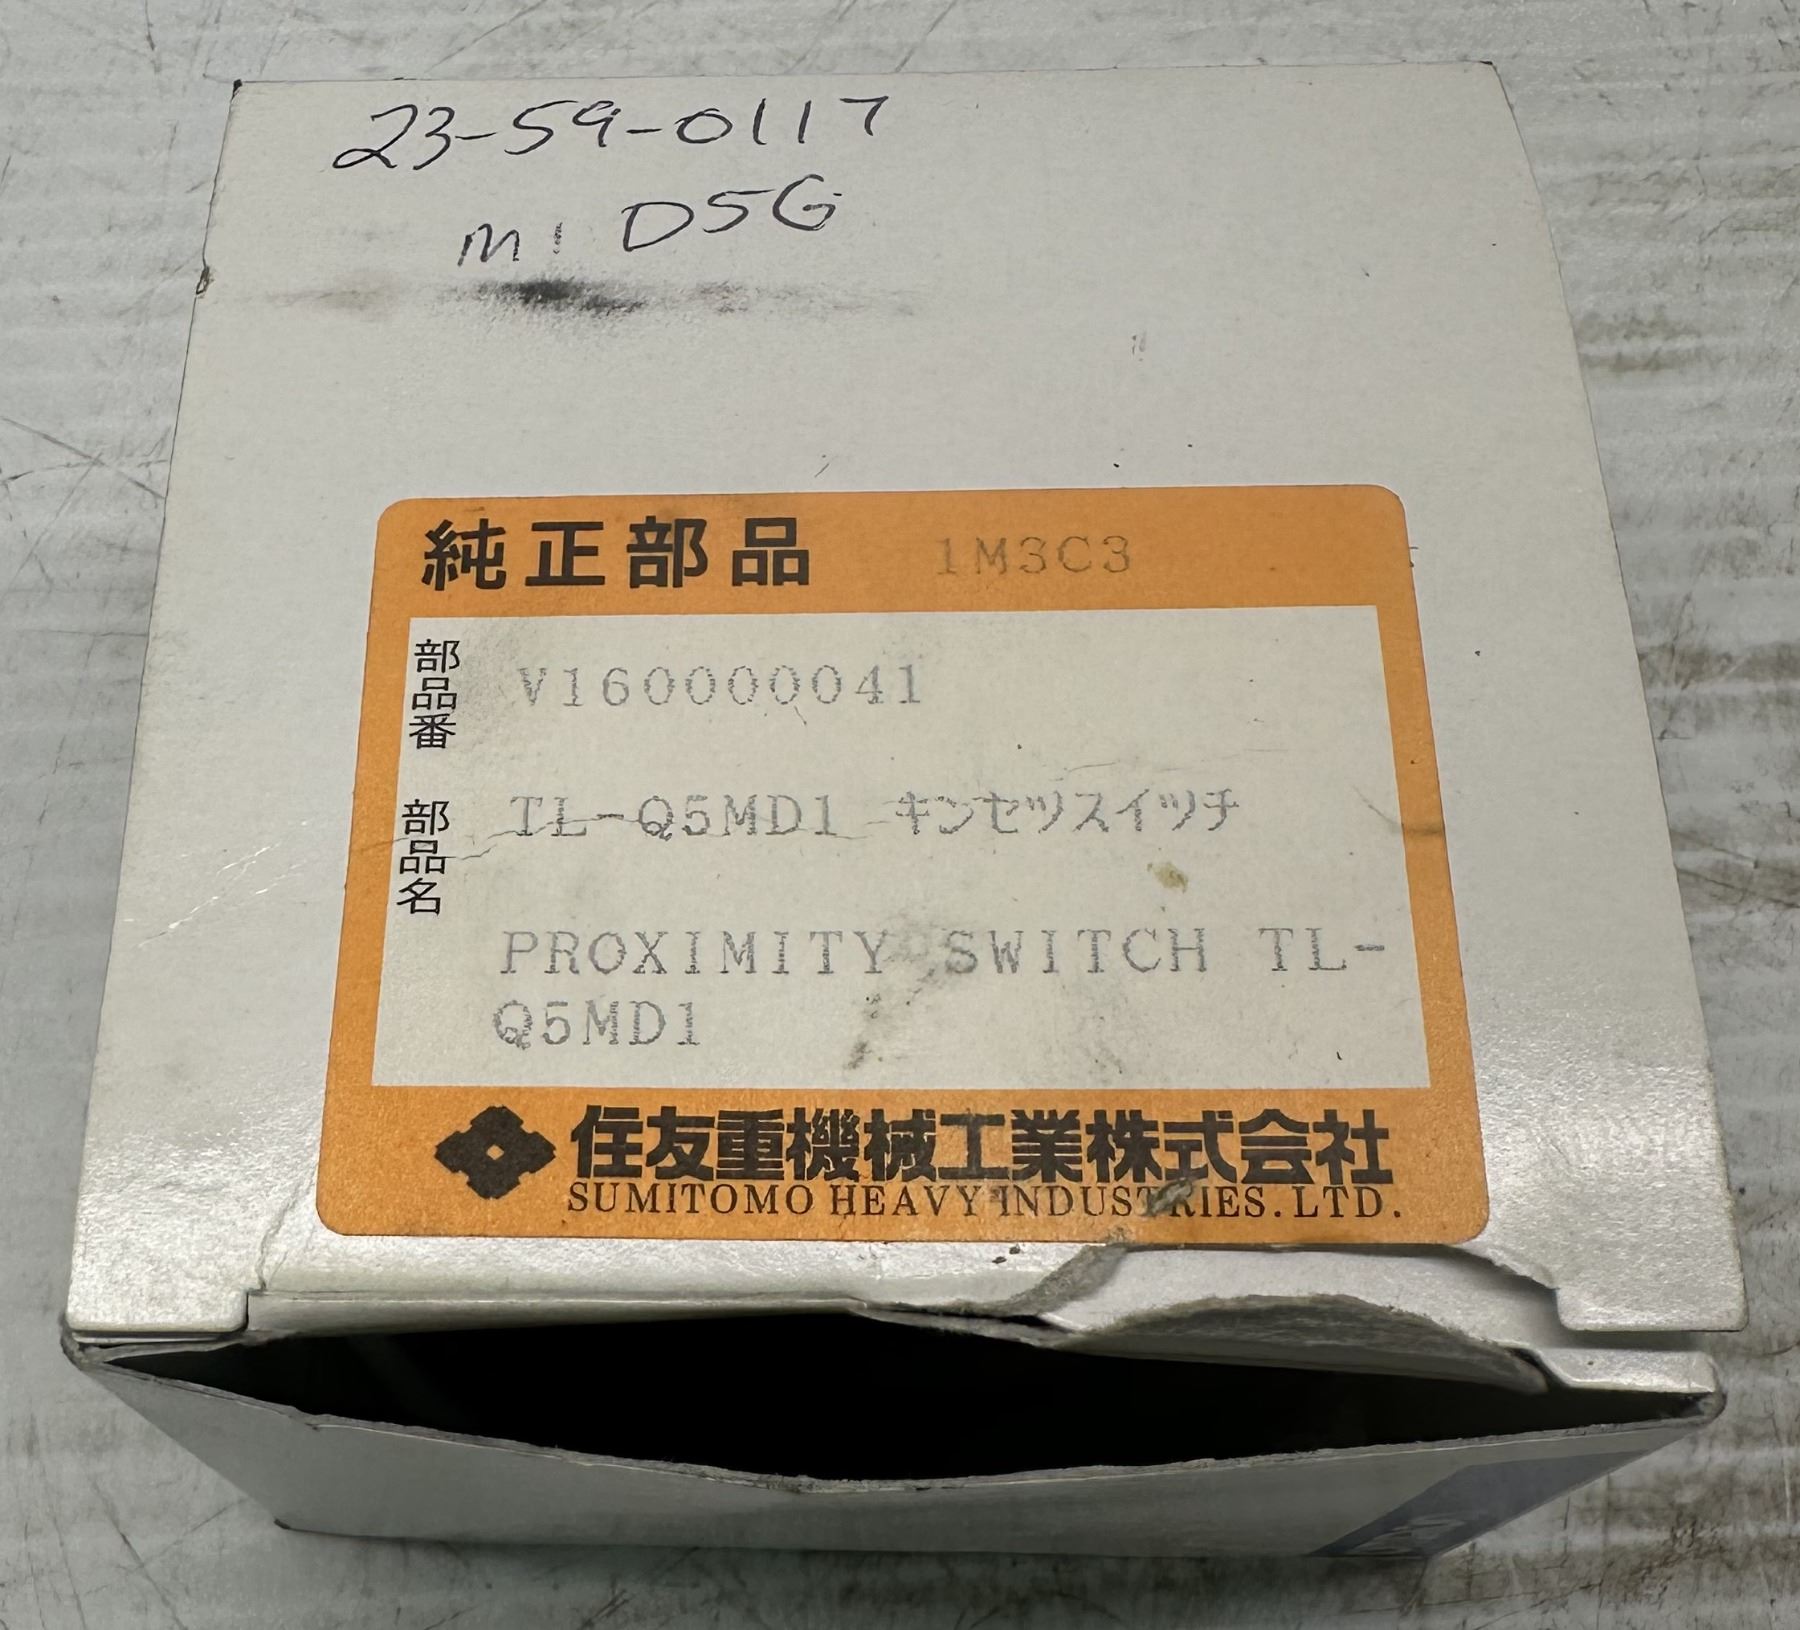 23-59-0117
M1 D5G
純正部品 1M3C3
部品番 V160000041
部品名 TL-Q5MD1 キンセツスイッチ
PROXIMITY SWITCH TL-
Q5MD1
住友重機械工業株式会社
SUMITOMO HEAVY INDUSTRIES.LTD.